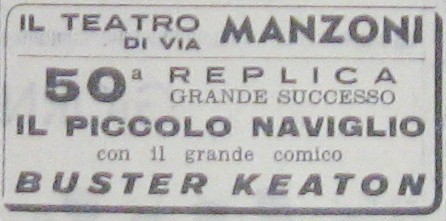 IL TEATRO
DI VIA MANZONI
50ª REPLICA
GRANDE SUCCESSO
IL PICCOLO NAVIGLIO
con il grande comico
BUSTER KEATON